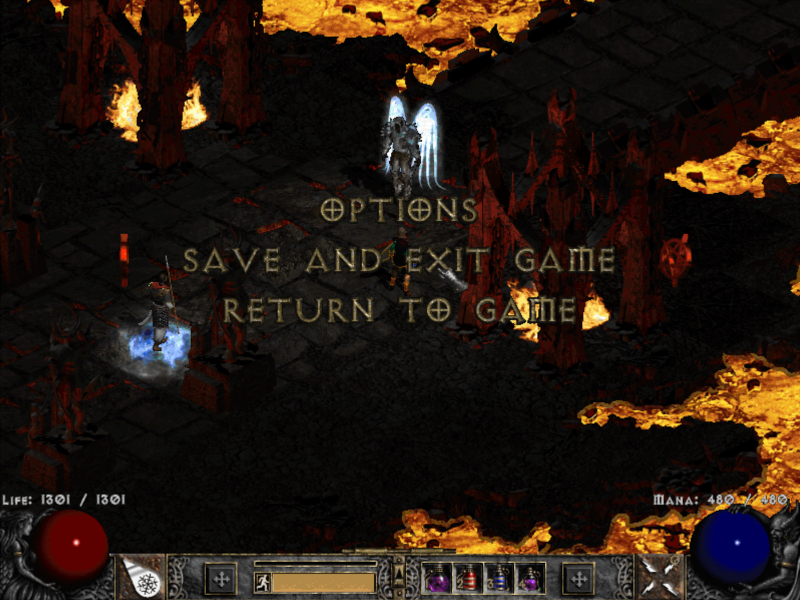 OPTIONS
SAVE AND EXIT GAME
RETURN TO GAME
LIFE: 1301 / 1301
MANA: 480 / 480